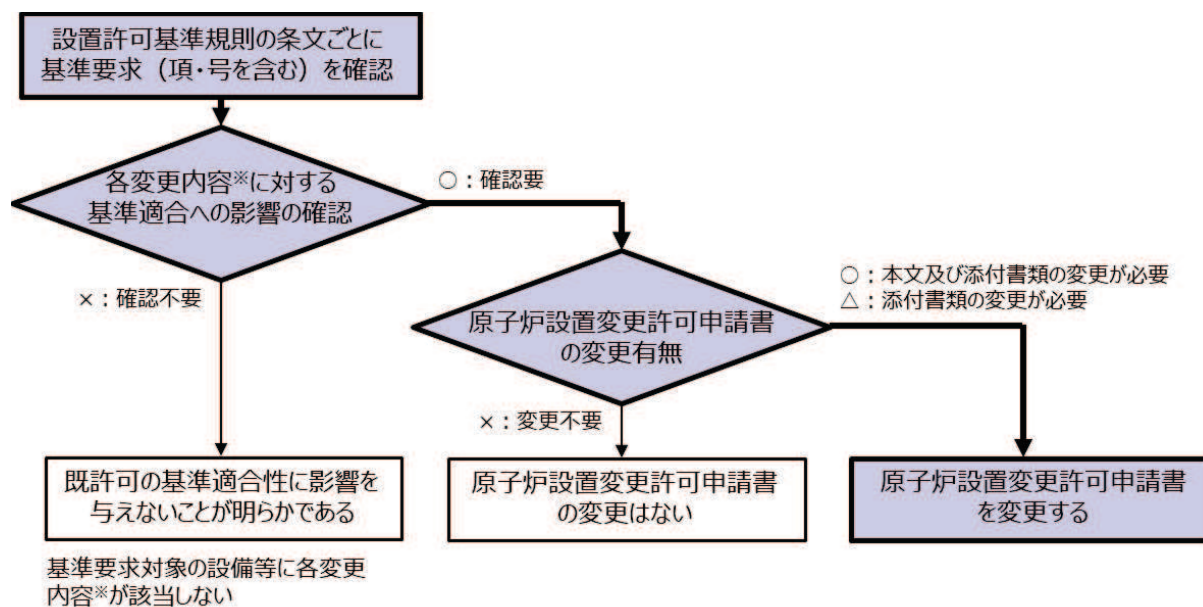 設置許可基準規則の条文ごとに
基準要求（項・号を含む）を確認
各変更内容※に対する
基準適合への影響の確認
○：確認要
×：確認不要
原子炉設置変更許可申請書
の変更有無
○：本文及び添付書類の変更が必要
△：添付書類の変更が必要
×：変更不要
既許可の基準適合性に影響を
与えないことが明らかである
原子炉設置変更許可申請書
の変更はない
原子炉設置変更許可申請書
を変更する
基準要求対象の設備等に各変更
内容※が該当しない